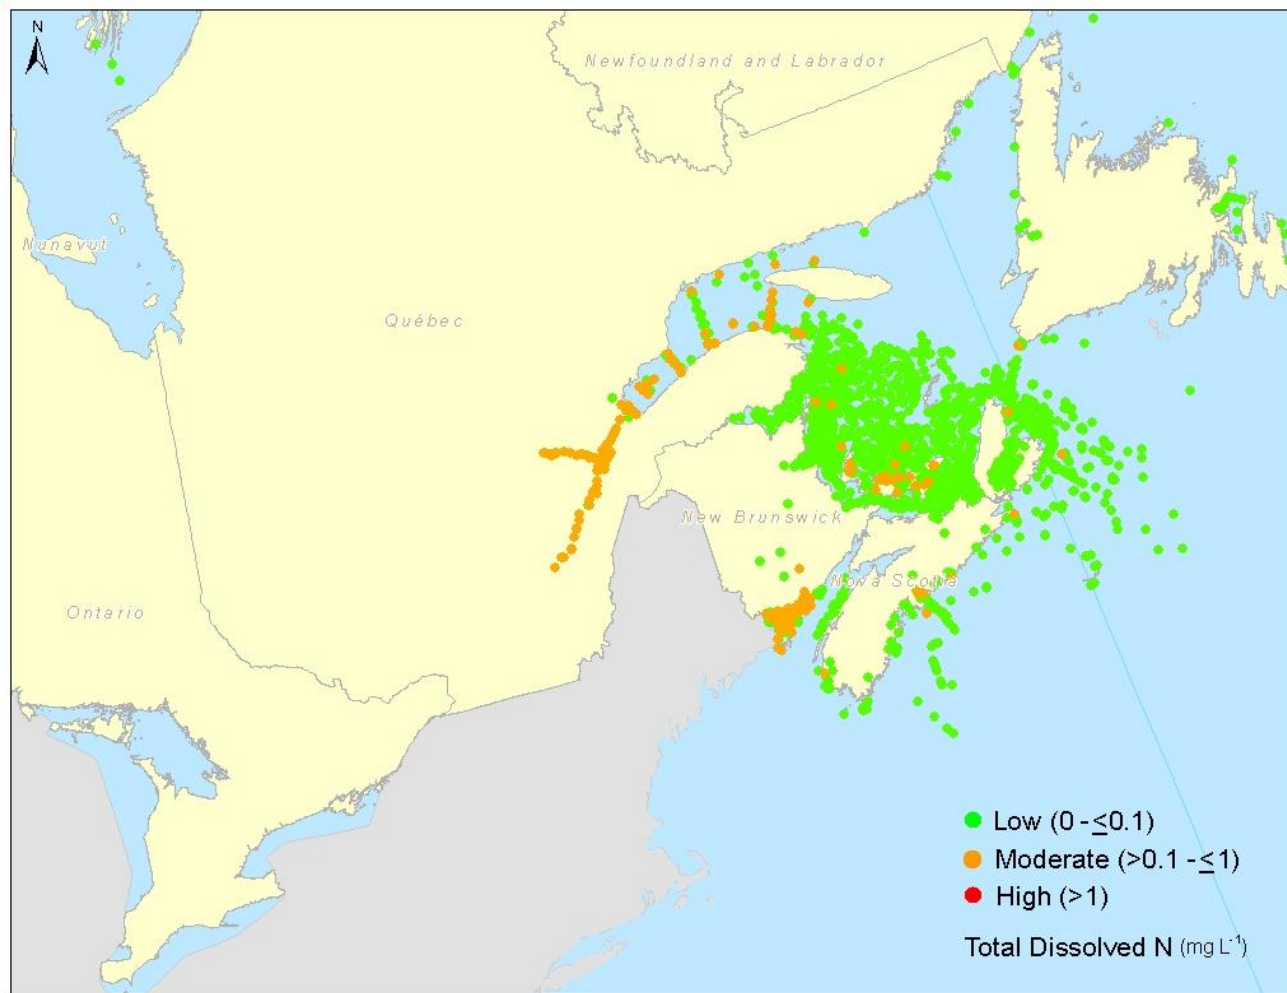 N
Newfoundland and Labrador
Nunavut
Québec
New Brunswick
Nova Scotia
Ontario
Low (0 -≤0.1)
Moderate (>0.1 -≤1)
High (>1)
Total Dissolved N (mg L⁻¹)